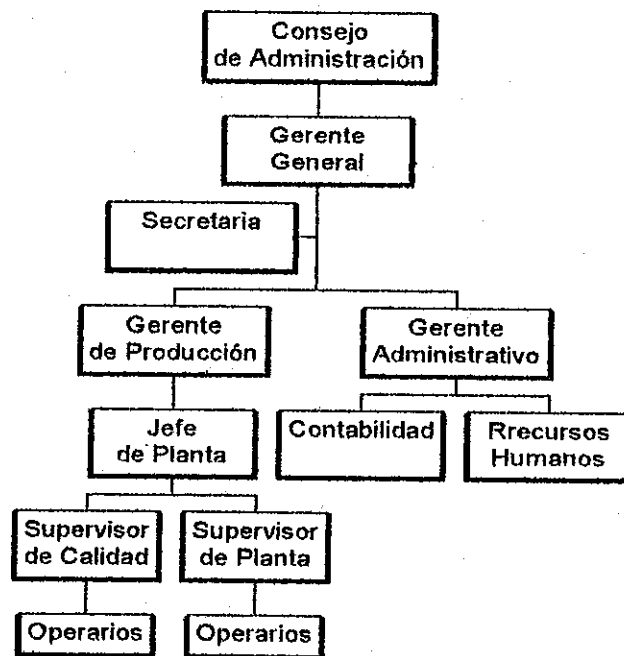 Consejo
de Administración
Gerente
General
Secretaria
Gerente
de Producción
Gerente
Administrativo
Jefe
de Planta
Contabilidad
Rrecursos
Humanos
Supervisor
de Calidad
Supervisor
de Planta
Operarios
Operarios